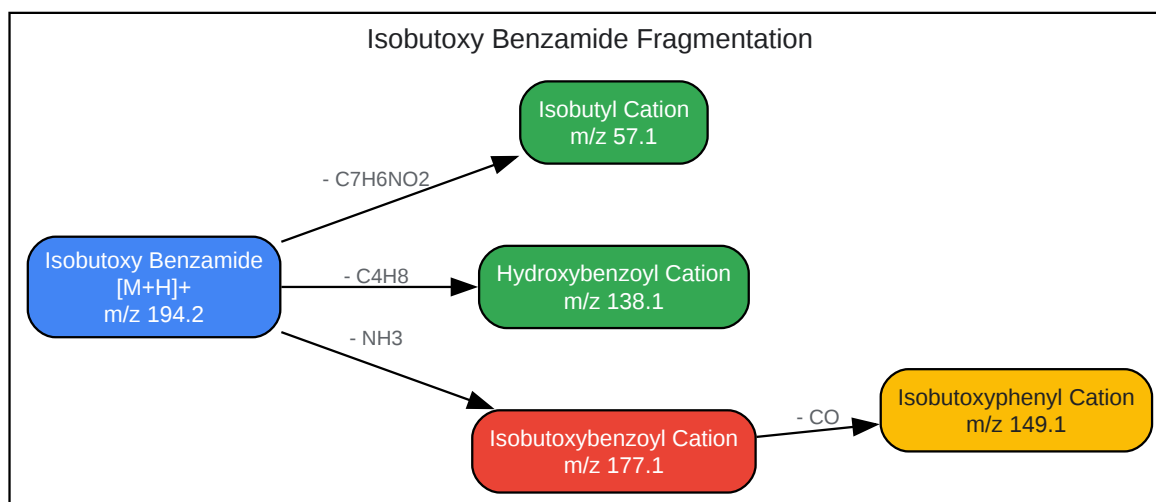 Isobutoxy Benzamide Fragmentation
Isobutyl Cation
m/z 57.1
- C7H6NO2
Isobutoxy Benzamide
[M+H]+
m/z 194.2
- C4H8
Hydroxybenzoyl Cation
m/z 138.1
- NH3
Isobutoxybenzoyl Cation
m/z 177.1
- CO
Isobutoxyphenyl Cation
m/z 149.1